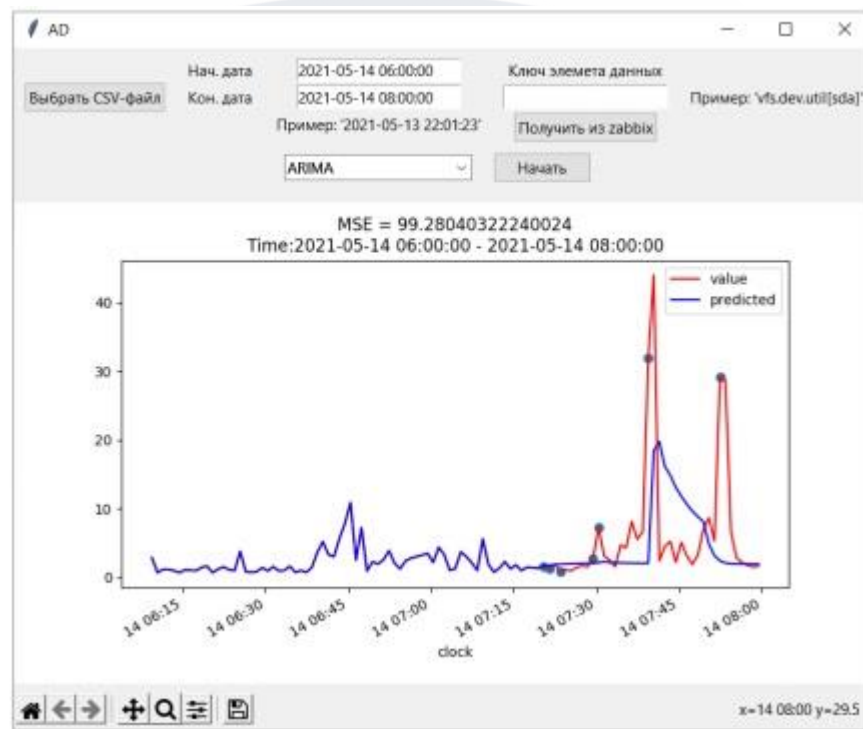 AD
Нач. дата
2021-05-14 06:00:00
Ключ элемета данных
Выбрать CSV-файл
Кон. дата
2021-05-14 08:00:00
Пример: 'vfs.dev.util[sda]'
Пример: '2021-05-13 22:01:23'
Получить из zabbix
ARIMA
Начать
MSE = 99.28040322240024
Time:2021-05-14 06:00:00 - 2021-05-14 08:00:00
value
predicted
40
30
20
10
0
14 06:15
14 06:30
14 06:45
14 07:00
14 07:15
14 07:30
14 07:45
14 08:00
clock
x=14 08:00 y=29.5